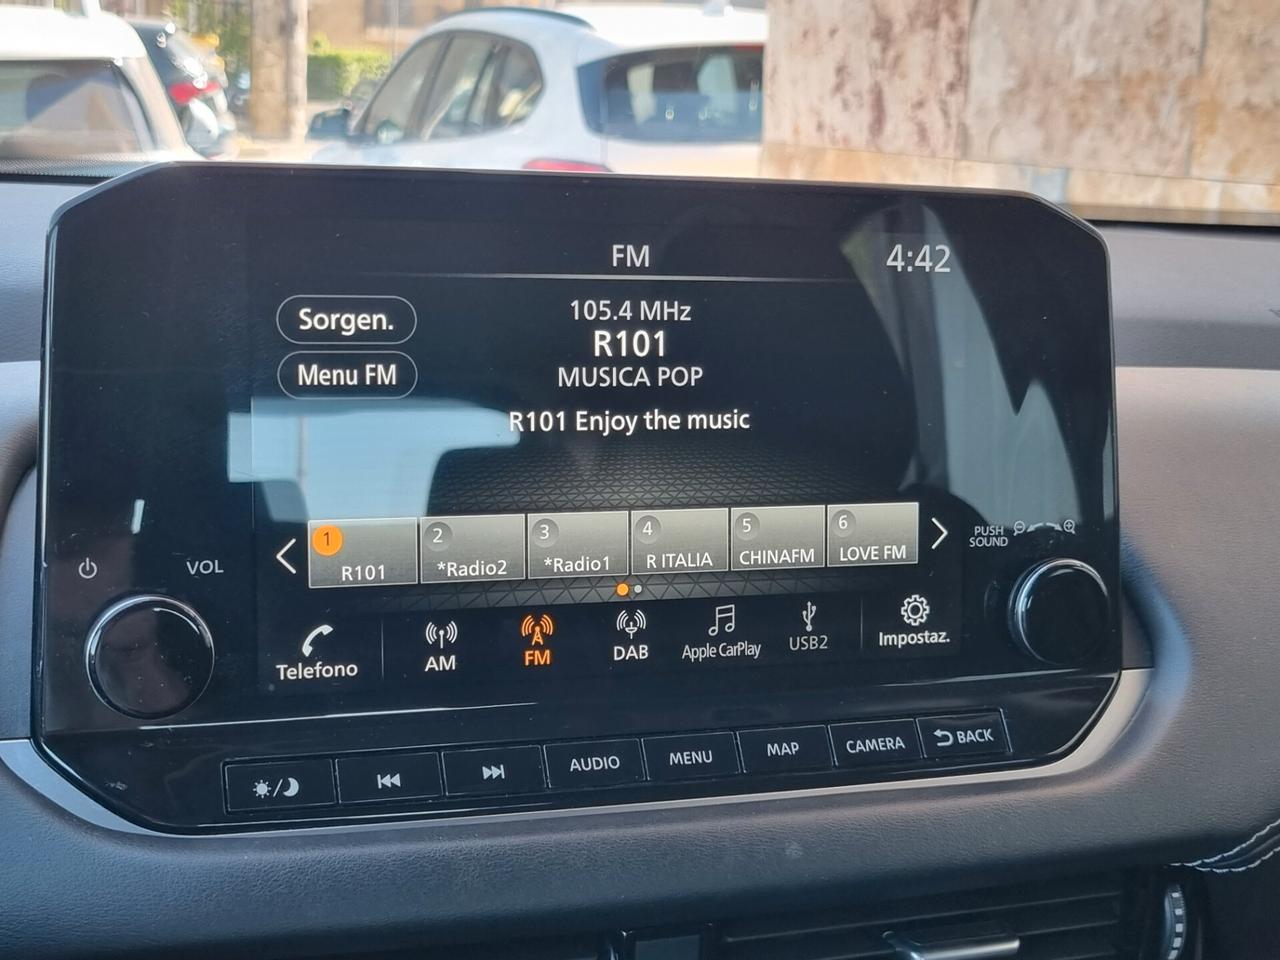 FM
4:42
Sorgen.
Menu FM
105.4 MHz
R101
MUSICA POP
R101 Enjoy the music
1 R101
2 *Radio2
3 *Radio1
4 R ITALIA
5 CHINAFM
6 LOVE FM
VOL
PUSH
SOUND
Telefono
AM
FM
DAB
Apple CarPlay
USB2
Impostaz.
AUDIO
MENU
MAP
CAMERA
BACK